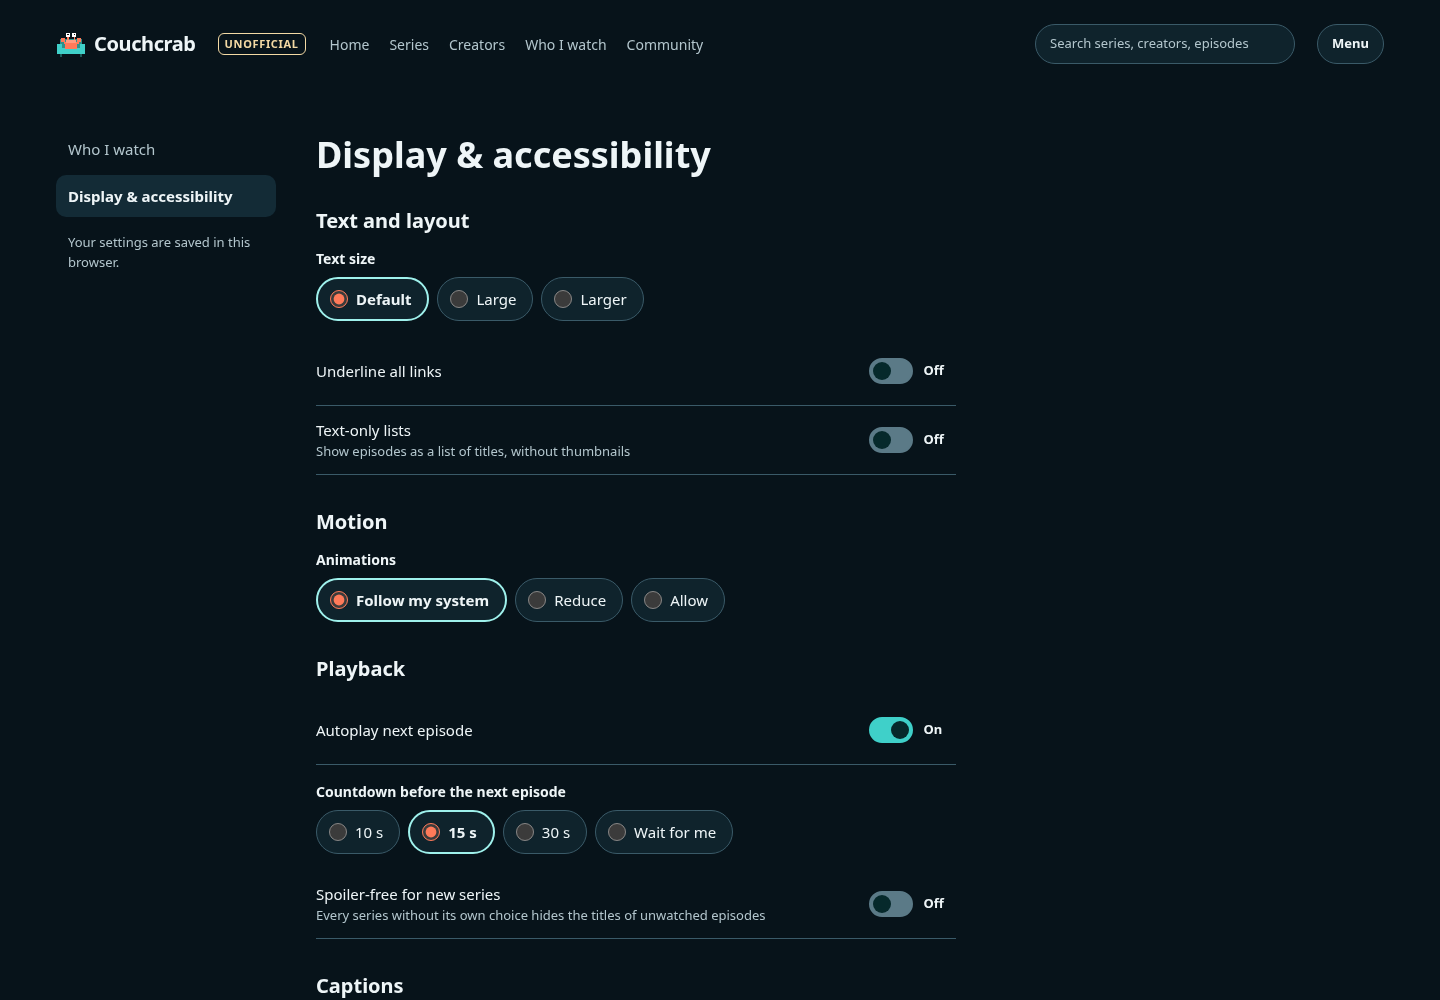 Couchcrab
UNOFFICIAL
Home
Series
Creators
Who I watch
Community
Search series, creators, episodes
Menu
Who I watch
Display & accessibility
Your settings are saved in this
browser.
Display & accessibility
Text and layout
Text size
Default
Large
Larger
Underline all links
Off
Text-only lists
Show episodes as a list of titles, without thumbnails
Off
Motion
Animations
Follow my system
Reduce
Allow
Playback
Autoplay next episode
On
Countdown before the next episode
10 s
15 s
30 s
Wait for me
Spoiler-free for new series
Every series without its own choice hides the titles of unwatched episodes
Off
Captions